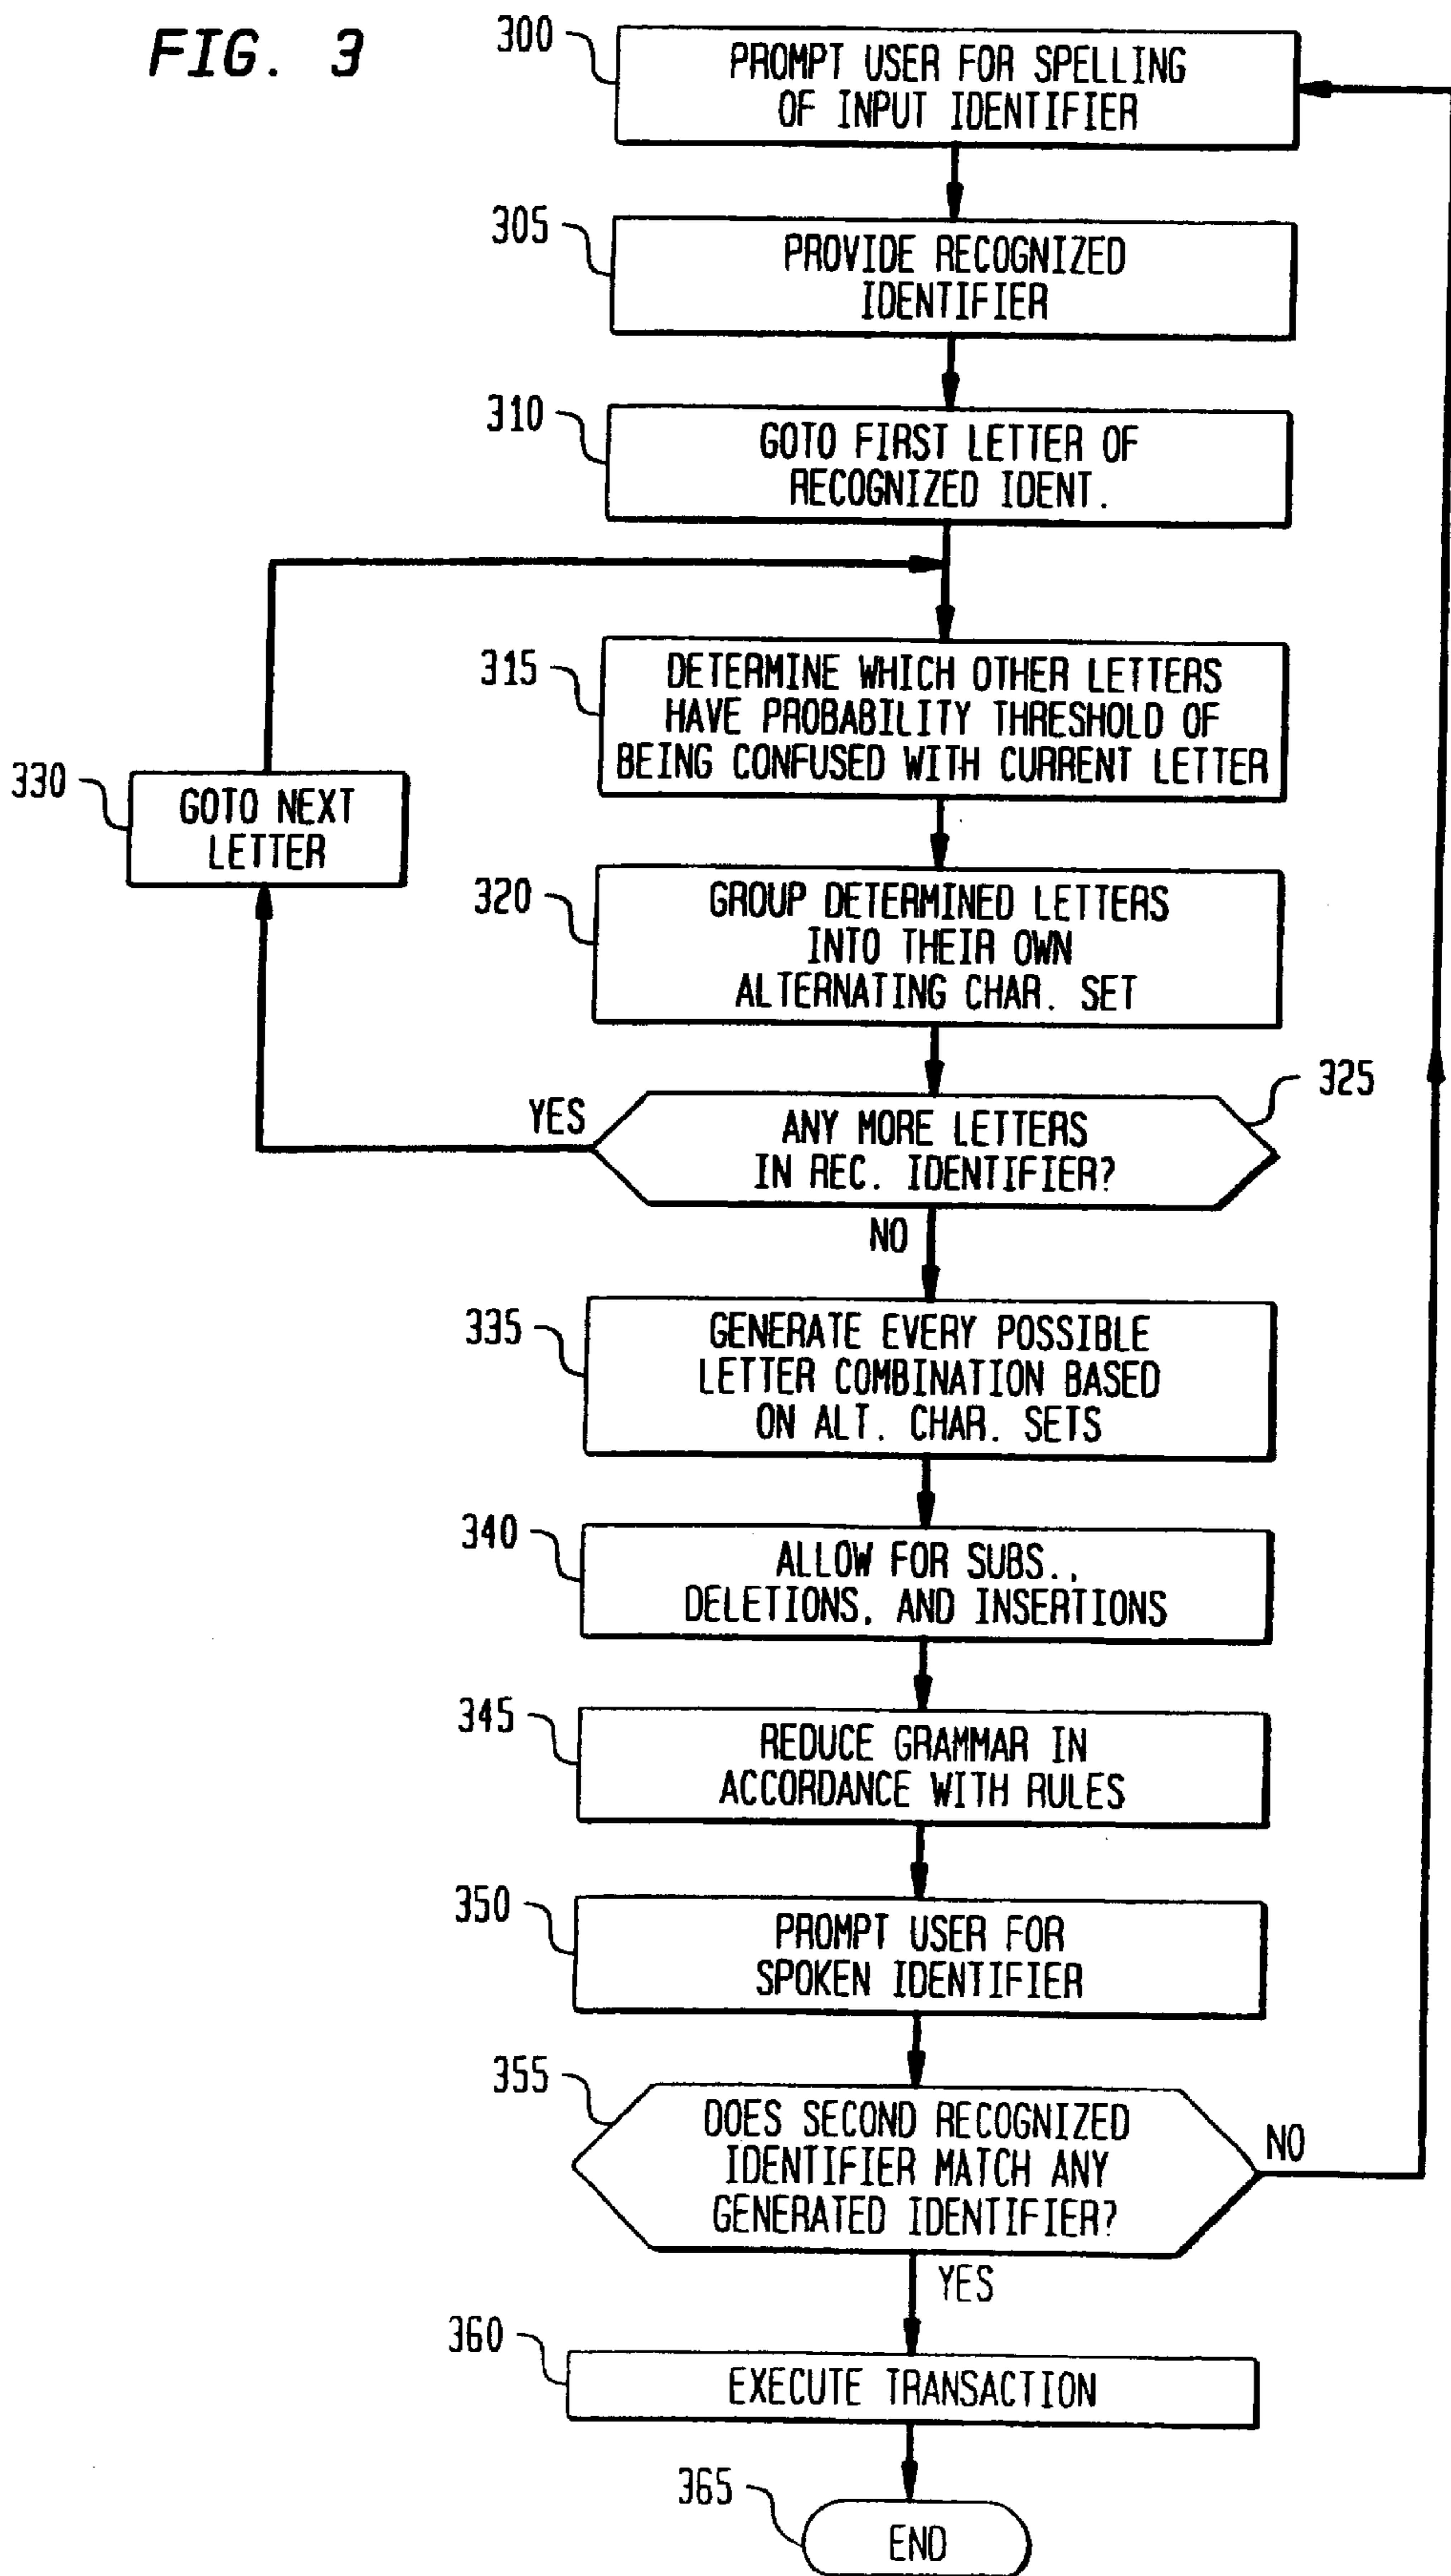 FIG. 3
300
PROMPT USER FOR SPELLING
OF INPUT IDENTIFIER
305
PROVIDE RECOGNIZED
IDENTIFIER
310
GOTO FIRST LETTER OF
RECOGNIZED IDENT.
315
DETERMINE WHICH OTHER LETTERS
HAVE PROBABILITY THRESHOLD OF
BEING CONFUSED WITH CURRENT LETTER
330
GOTO NEXT
LETTER
320
GROUP DETERMINED LETTERS
INTO THEIR OWN
ALTERNATING CHAR. SET
325
YES
ANY MORE LETTERS
IN REC. IDENTIFIER?
NO
335
GENERATE EVERY POSSIBLE
LETTER COMBINATION BASED
ON ALT. CHAR. SETS
340
ALLOW FOR SUBS.,
DELETIONS, AND INSERTIONS
345
REDUCE GRAMMAR IN
ACCORDANCE WITH RULES
350
PROMPT USER FOR
SPOKEN IDENTIFIER
355
DOES SECOND RECOGNIZED
IDENTIFIER MATCH ANY
GENERATED IDENTIFIER?
NO
YES
360
EXECUTE TRANSACTION
365
END